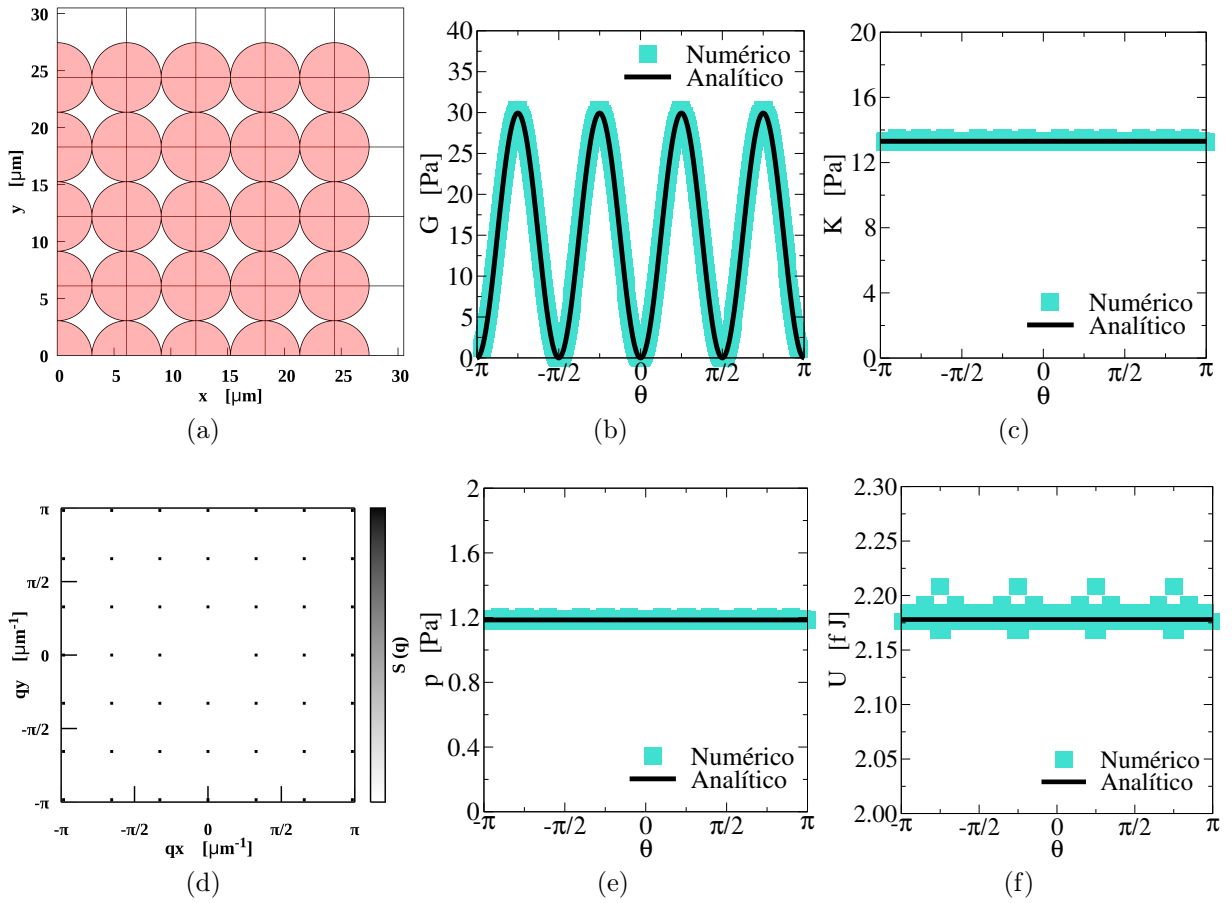 30
25
20
15
10
5
0
y [μm]
0 5 10 15 20 25 30
x [μm]
(a)
40
35
30
25
20
15
10
5
0
G [Pa]
Numérico
Analítico
-π -π/2 0 π/2 π
θ
(b)
20
16
12
8
4
0
K [Pa]
Numérico
Analítico
-π -π/2 0 π/2 π
θ
(c)
π
π/2
0
-π/2
-π
qy [μm⁻¹]
S (q)
-π -π/2 0 π/2 π
qx [μm⁻¹]
(d)
2
1.6
1.2
0.8
0.4
0
p [Pa]
Numérico
Analítico
-π -π/2 0 π/2 π
θ
(e)
2.30
2.25
2.20
2.15
2.10
2.05
2.00
U [f J]
Numérico
Analítico
-π -π/2 0 π/2 π
θ
(f)